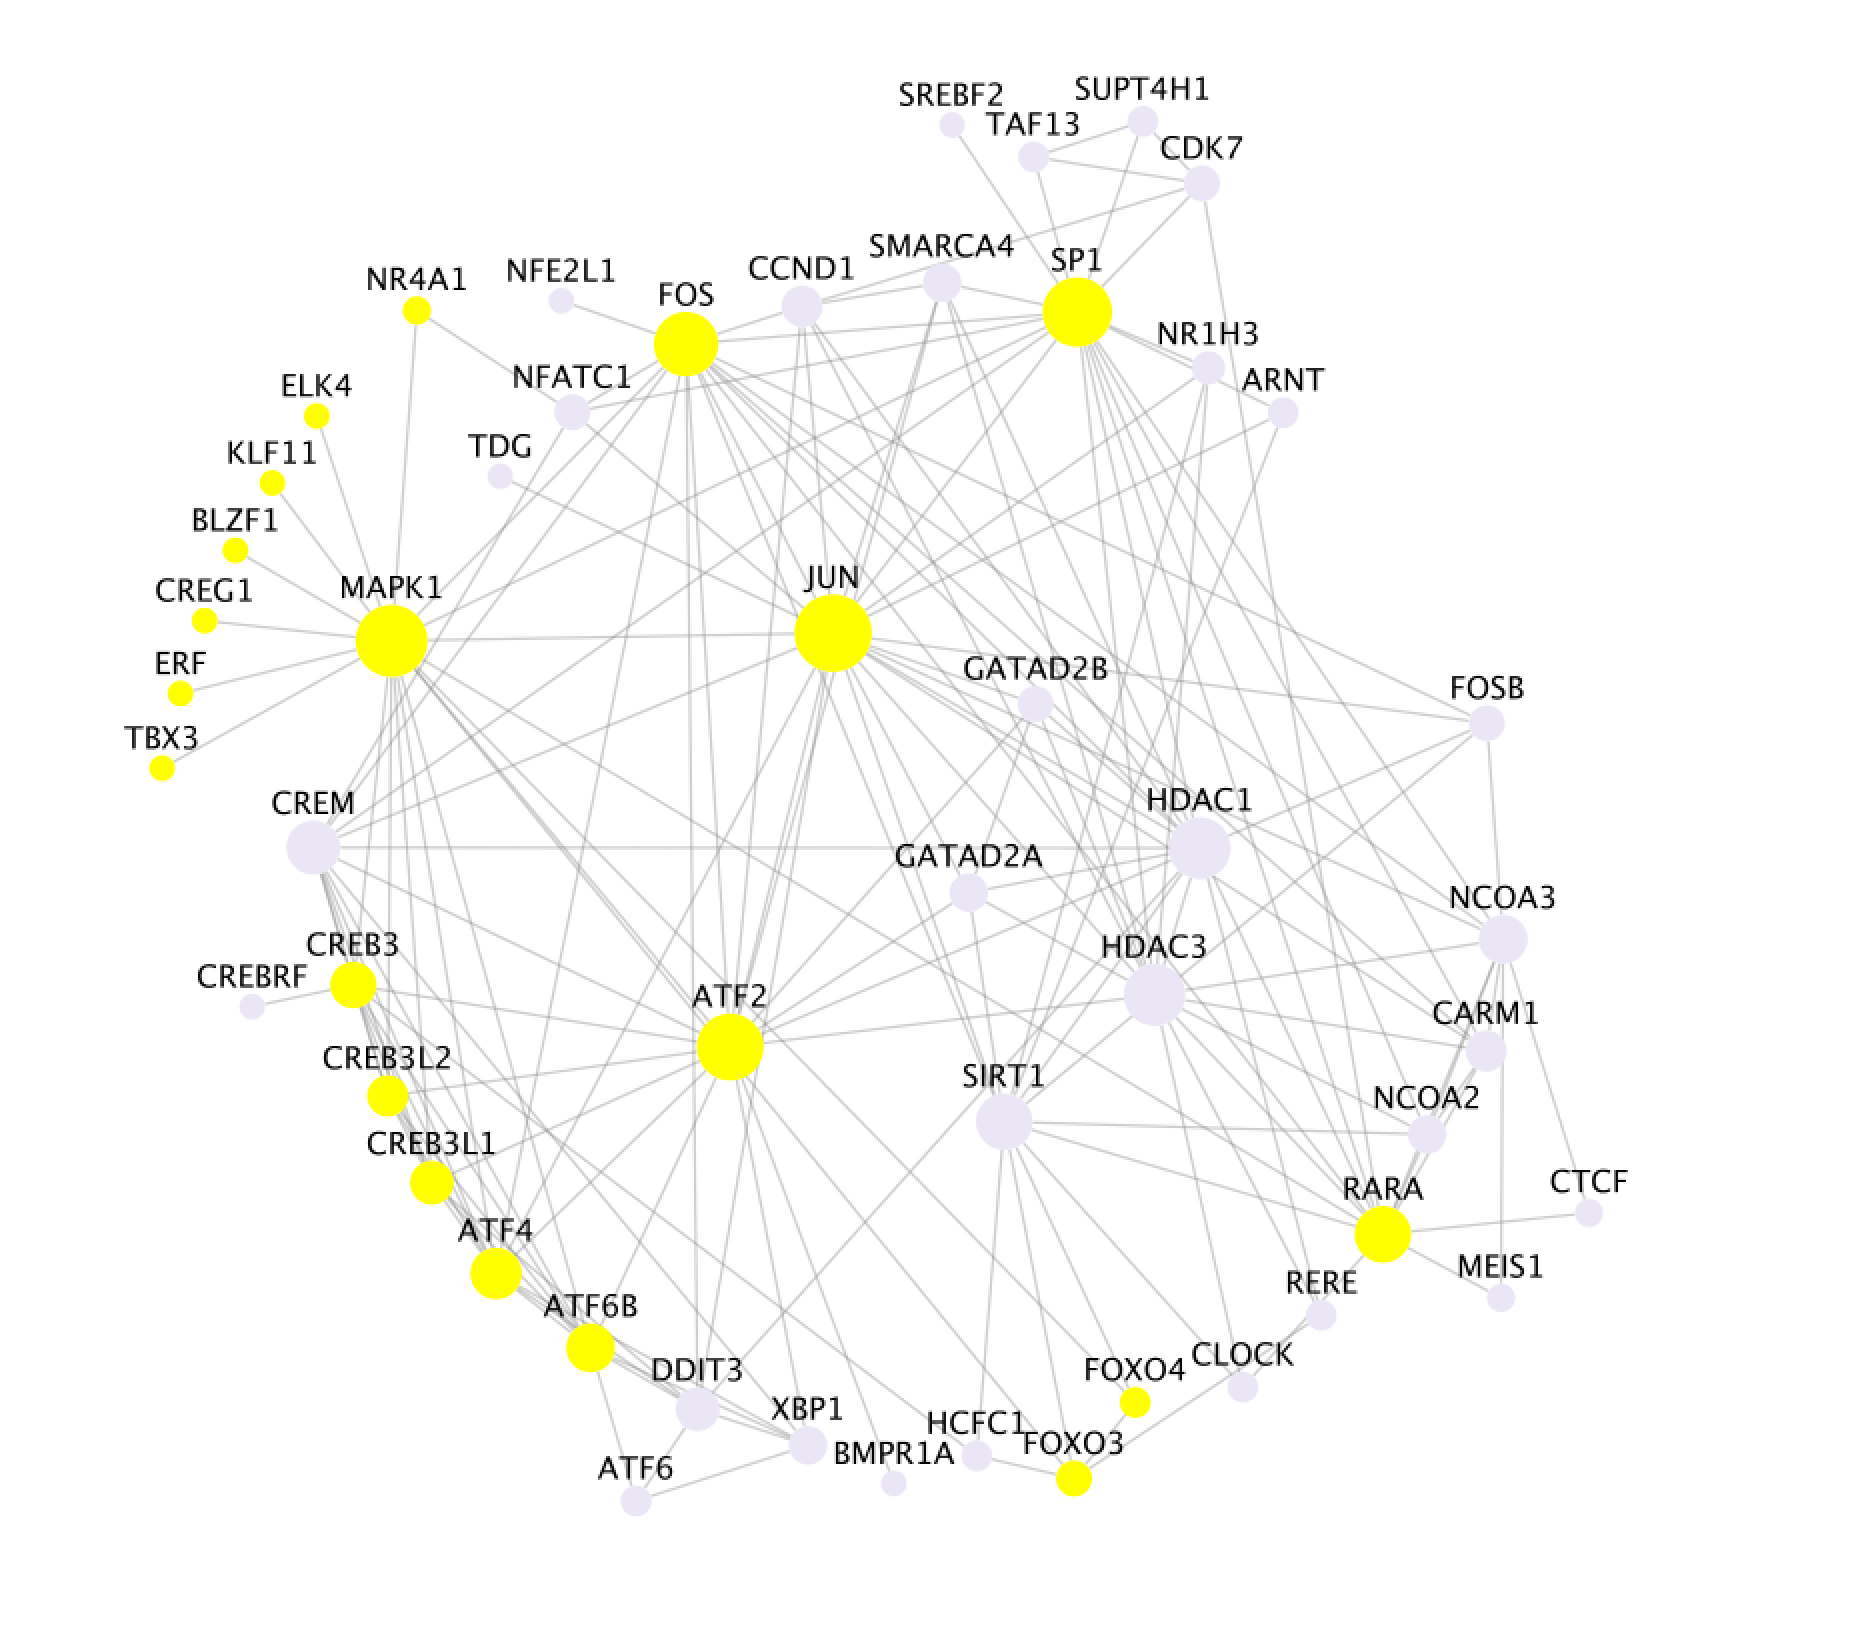 SUPT4H1
SREBF2
TAF13
CDK7
SMARCA4
SP1
CCND1
NFE2L1
NR4A1
FOS
NR1H3
NFATC1
ARNT
ELK4
TDG
KLF11
BLZF1
JUN
MAPK1
CREG1
ERF
GATAD2B
FOSB
TBX3
HDAC1
CREM
GATAD2A
NCOA3
CREB3
HDAC3
CREBRF
ATF2
CARM1
CREB3L2
SIRT1
NCOA2
CREB3L1
CTCF
RARA
ATF4
MEIS1
RERE
ATF6B
CLOCK
DDIT3
FOXO4
XBP1
HCFC1
FOXO3
BMPR1A
ATF6